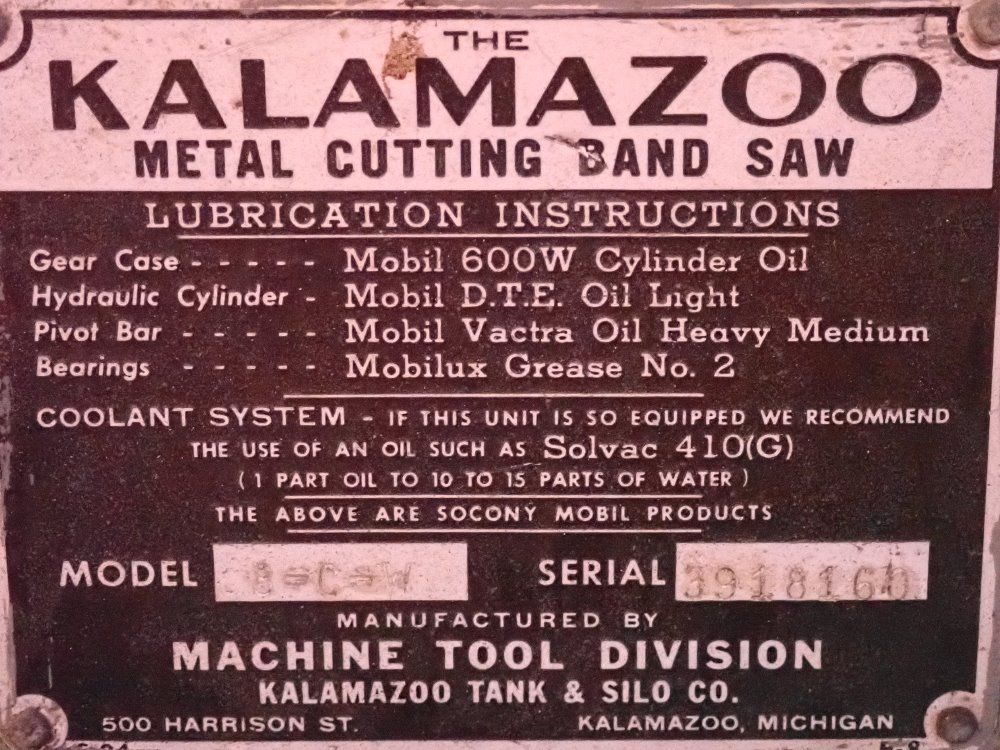 THE
KALAMAZOO
METAL CUTTING BAND SAW
LUBRICATION INSTRUCTIONS
Gear Case - - - - - Mobil 600W Cylinder Oil
Hydraulic Cylinder - Mobil D.T.E. Oil Light
Pivot Bar - - - - - Mobil Vactra Oil Heavy Medium
Bearings - - - - - Mobilux Grease No. 2
COOLANT SYSTEM - IF THIS UNIT IS SO EQUIPPED WE RECOMMEND
THE USE OF AN OIL SUCH AS Solvac 410(G)
( 1 PART OIL TO 10 TO 15 PARTS OF WATER )
THE ABOVE ARE SOCONY MOBIL PRODUCTS
MODEL 8=C=W SERIAL
MANUFACTURED BY
MACHINE TOOL DIVISION
KALAMAZOO TANK & SILO CO.
500 HARRISON ST. KALAMAZOO, MICHIGAN